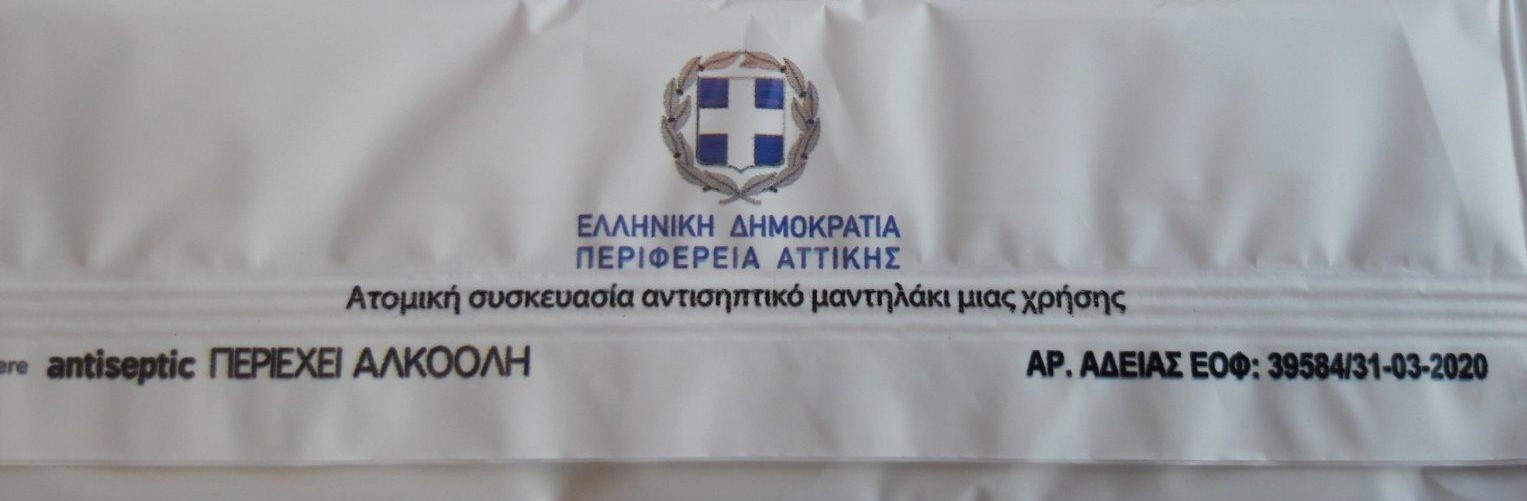 ΕΛΛΗΝΙΚΗ ΔΗΜΟΚΡΑΤΙΑ
ΠΕΡΙΦΕΡΕΙΑ ΑΤΤΙΚΗΣ
Ατομική συσκευασία αντισηπτικό μαντηλάκι μιας χρήσης
antiseptic ΠΕΡΙΕΧΕΙ ΑΛΚΟΟΛΗ ΑΡ. ΑΔΕΙΑΣ ΕΟΦ: 39584/31-03-2020